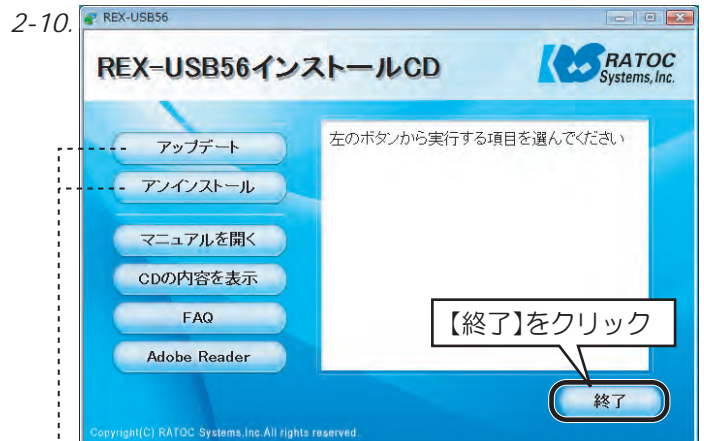 2-10.
REX-USB56
REX-USB56インストールCD
RATOC
Systems, Inc.
アップデート
アンインストール
マニュアルを開く
CDの内容を表示
FAQ
Adobe Reader
左のボタンから実行する項目を選んでください
【終了】をクリック
終了
Copyright(C) RATOC Systems,Inc.All rights reserved.